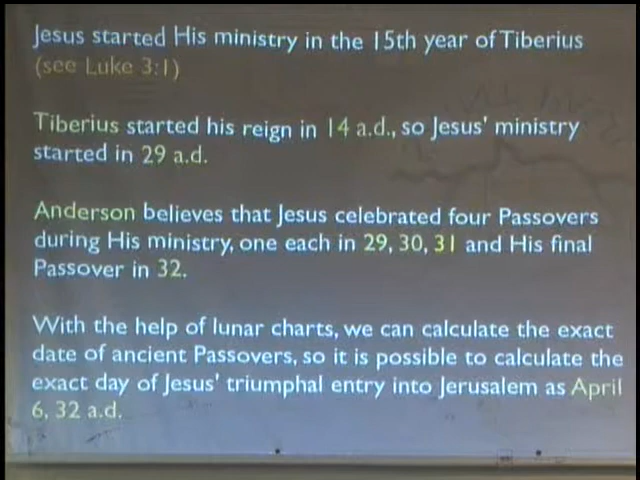 Jesus started His ministry in the 15th year of Tiberius
(see Luke 3:1)
Tiberius started his reign in 14 a.d., so Jesus' ministry
started in 29 a.d.
Anderson believes that Jesus celebrated four Passovers
during His ministry, one each in 29, 30, 31 and His final
Passover in 32.
With the help of lunar charts, we can calculate the exact
date of ancient Passovers, so it is possible to calculate the
exact day of Jesus' triumphal entry into Jerusalem as April
6, 32 a.d.